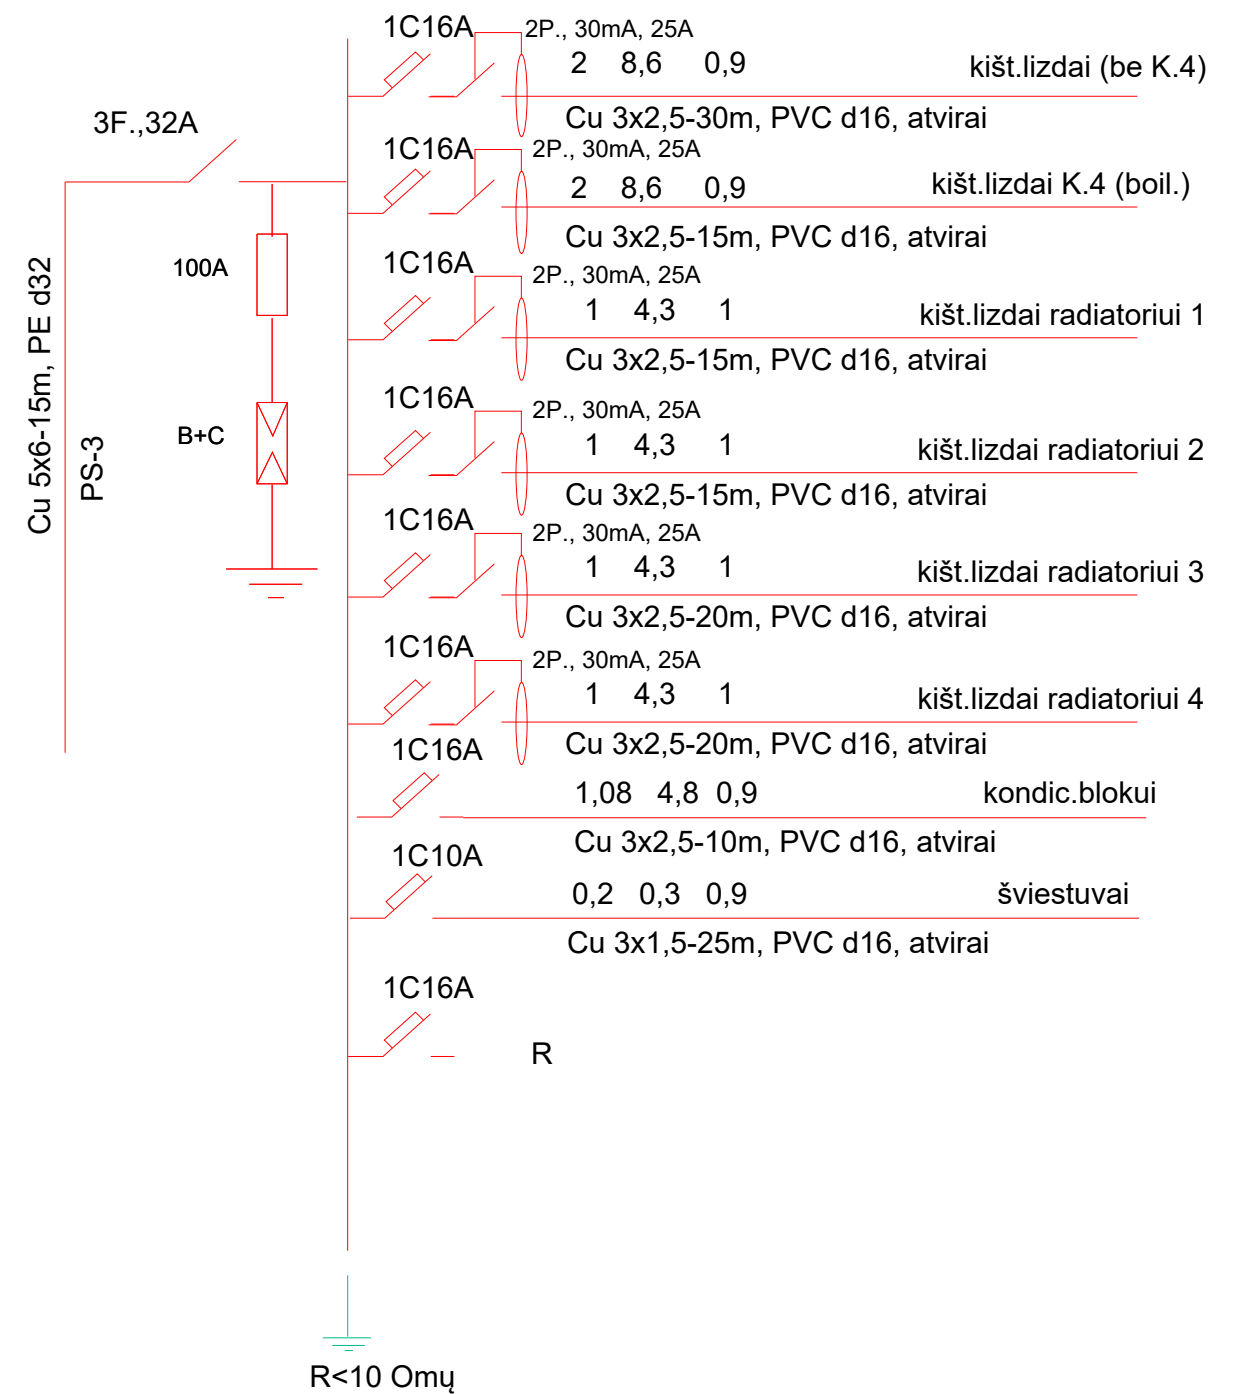 1C16A
2P., 30mA, 25A
2 8,6 0,9
kišt.lizdai (be K.4)
Cu 3x2,5-30m, PVC d16, atvirai
3F.,32A
1C16A
2P., 30mA, 25A
2 8,6 0,9
kišt.lizdai K.4 (boil.)
Cu 3x2,5-15m, PVC d16, atvirai
100A
1C16A
2P., 30mA, 25A
1 4,3 1
kišt.lizdai radiatoriui 1
Cu 3x2,5-15m, PVC d16, atvirai
Cu 5x6-15m, PE d32
PS-3
B+C
1C16A
2P., 30mA, 25A
1 4,3 1
kišt.lizdai radiatoriui 2
Cu 3x2,5-15m, PVC d16, atvirai
1C16A
2P., 30mA, 25A
1 4,3 1
kišt.lizdai radiatoriui 3
Cu 3x2,5-20m, PVC d16, atvirai
1C16A
2P., 30mA, 25A
1 4,3 1
kišt.lizdai radiatoriui 4
Cu 3x2,5-20m, PVC d16, atvirai
1C16A
1,08 4,8 0,9
kondic.blokui
Cu 3x2,5-10m, PVC d16, atvirai
1C10A
0,2 0,3 0,9
šviestuvai
Cu 3x1,5-25m, PVC d16, atvirai
1C16A
R
R<10 Omų